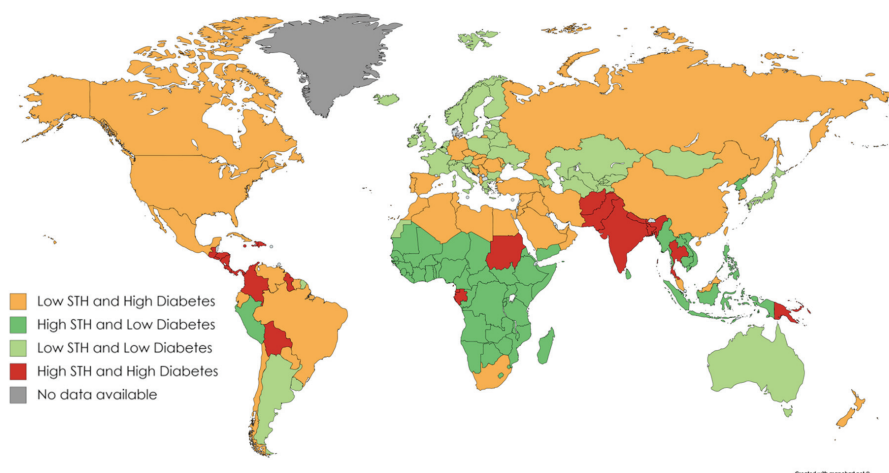 Low STH and High Diabetes
High STH and Low Diabetes
Low STH and Low Diabetes
High STH and High Diabetes
No data available